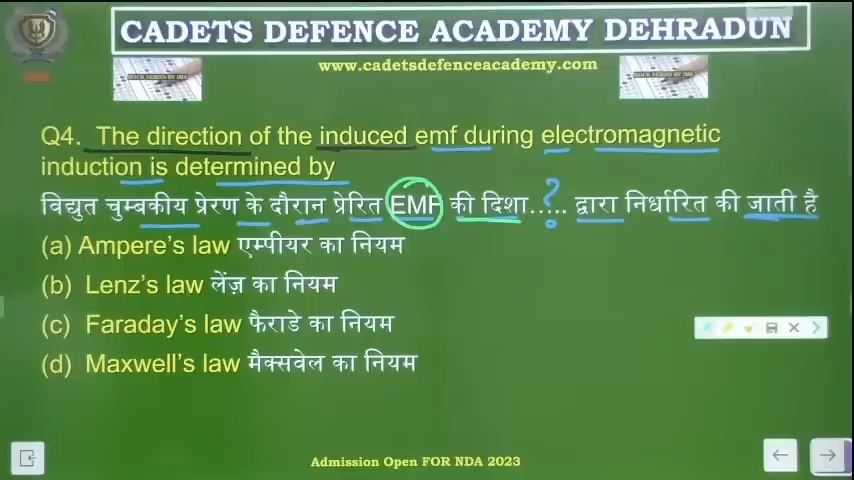 CADETS DEFENCE ACADEMY DEHRADUN
www.cadetsdefenceacademy.com
Q4. The direction of the induced emf during electromagnetic
induction is determined by
विद्युत चुम्बकीय प्रेरण के दौरान प्रेरित EMF की दिशा..?.. द्वारा निर्धारित की जाती है
(a) Ampere's law एम्पीयर का नियम
(b) Lenz's law लेंज़ का नियम
(c) Faraday's law फैराडे का नियम
(d) Maxwell's law मैक्सवेल का नियम
Admission Open FOR NDA 2023